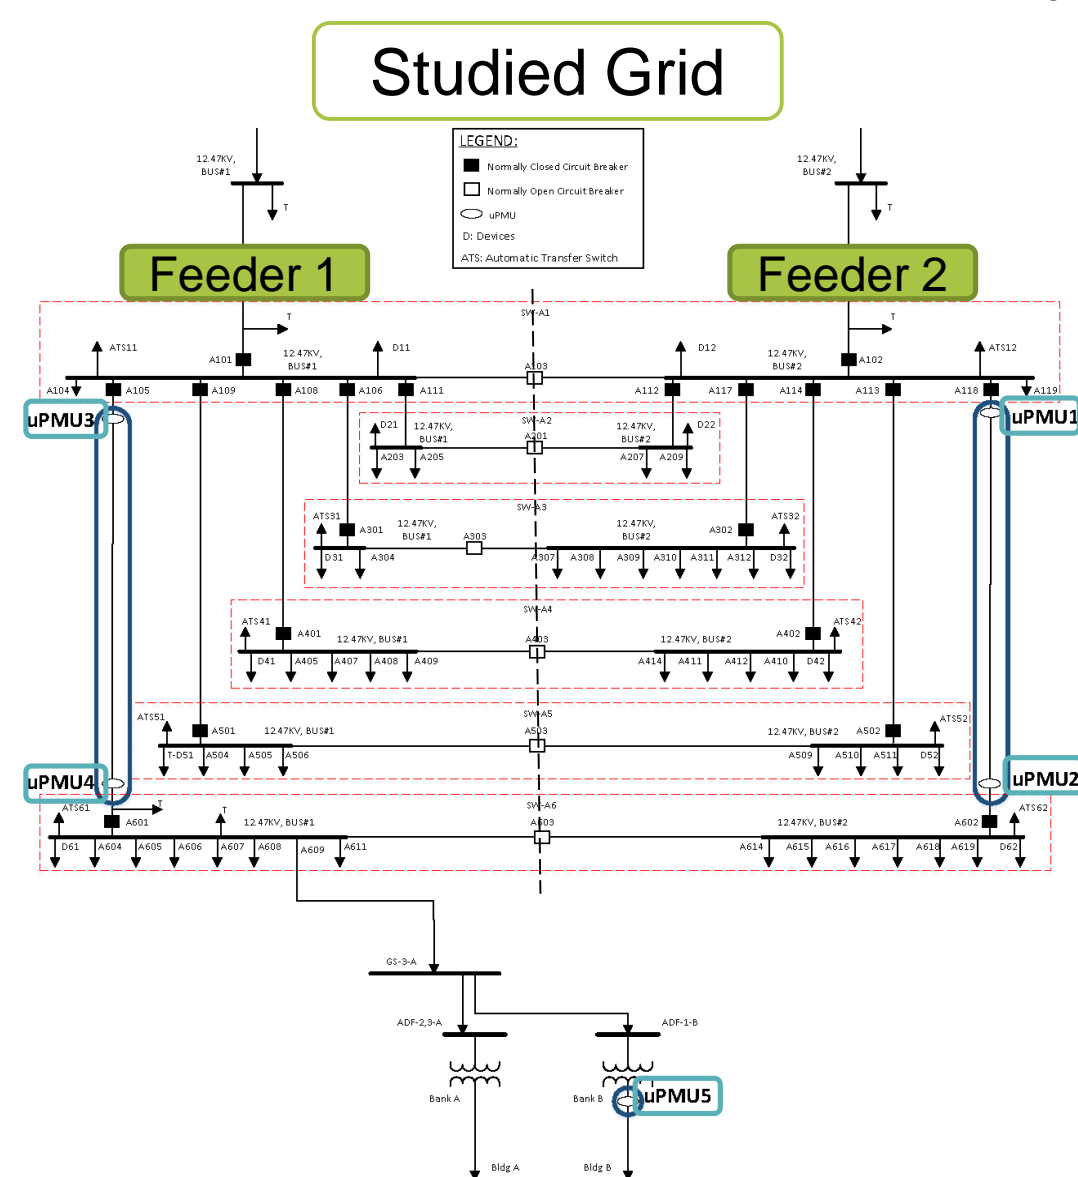 Studied Grid
LEGEND:
Normally Closed Circuit Breaker
Normally Open Circuit Breaker
uPMU
D: Devices
ATS: Automatic Transfer Switch
12.47KV,
BUS#1
T
12.47KV,
BUS#2
T
Feeder 1
Feeder 2
SW-A1
T
T
ATS11
A101
12.47KV,
BUS#1
D11
A103
D12
12.47KV,
BUS#2
A102
ATS12
A104
A105
A109
A108
A106
A111
A112
A117
A114
A113
A118
A119
uPMU3
uPMU1
SW-A2
D21
12.47KV,
BUS#1
A201
12.47KV,
BUS#2
D22
A203
A205
A207
A209
SW-A3
ATS31
A301
12.47KV,
BUS#1
A303
12.47KV,
BUS#2
A302
ATS32
D31
A304
A307
A308
A309
A310
A311
A312
D32
SW-A4
ATS41
A401
12.47KV, BUS#1
A403
12.47KV, BUS#2
A402
ATS42
D41
A405
A407
A408
A409
A414
A411
A412
A410
D42
SW-A5
ATS51
A501
12.47KV, BUS#1
A503
12.47KV, BUS#2
A502
ATS52
T-D51
A504
A505
A506
A509
A510
A511
D52
uPMU4
uPMU2
SW-A6
T
ATS61
A601
T
12.47KV, BUS#1
A603
12.47KV, BUS#2
A602
ATS62
D61
A604
A605
A606
A607
A608
A609
A611
A614
A615
A616
A617
A618
A619
D62
GS-3-A
ADF-2,3-A
ADF-1-B
Bank A
Bank B
uPMU5
Bldg A
Bldg B